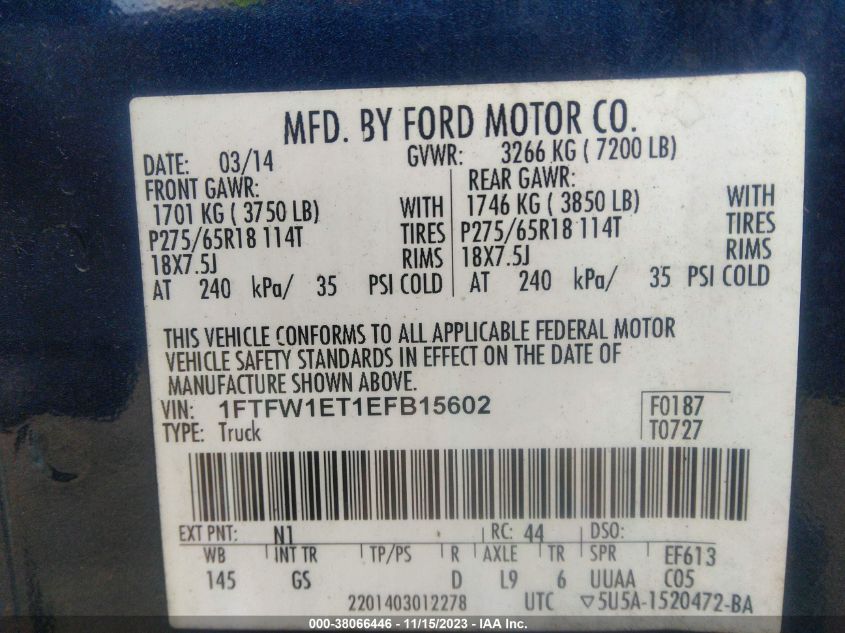 MFD. BY FORD MOTOR CO.
DATE: 03/14 GVWR: 3266 KG ( 7200 LB)
FRONT GAWR: REAR GAWR:
1701 KG ( 3750 LB) WITH 1746 KG ( 3850 LB) WITH
P275/65R18 114T TIRES P275/65R18 114T TIRES
18X7.5J RIMS 18X7.5J RIMS
AT 240 kPa/ 35 PSI COLD AT 240 kPa/ 35 PSI COLD
THIS VEHICLE CONFORMS TO ALL APPLICABLE FEDERAL MOTOR
VEHICLE SAFETY STANDARDS IN EFFECT ON THE DATE OF
MANUFACTURE SHOWN ABOVE.
VIN: 1FTFW1ET1EFB15602 F0187
TYPE: Truck T0727
EXT PNT: N1 RC: 44 DSO:
WB INT TR TP/PS R AXLE TR SPR EF613
145 GS D L9 6 UUAA C05
2201403012278 UTC ▽5U5A-1520472-BA
000-38066446 - 11/15/2023 - IAA Inc.